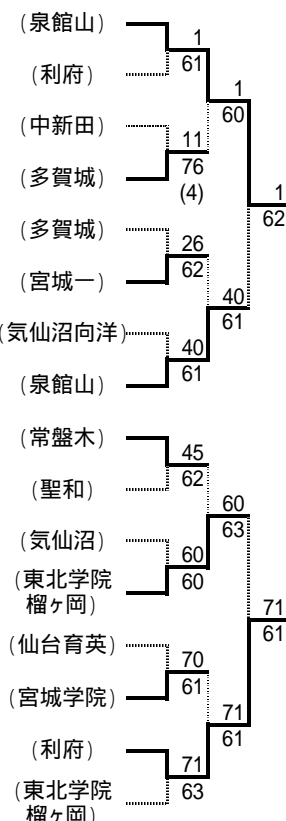 (泉館山)
1
61
(利府)
1
60
(中新田)
11
76
(4)
(多賀城)
1
62
(多賀城)
26
62
(宮城一)
40
61
(気仙沼向洋)
40
61
(泉館山)
(常盤木)
45
62
(聖和)
60
63
(気仙沼)
60
60
(東北学院
榴ヶ岡)
71
61
(仙台育英)
70
61
(宮城学院)
71
61
(利府)
71
63
(東北学院
榴ヶ岡)